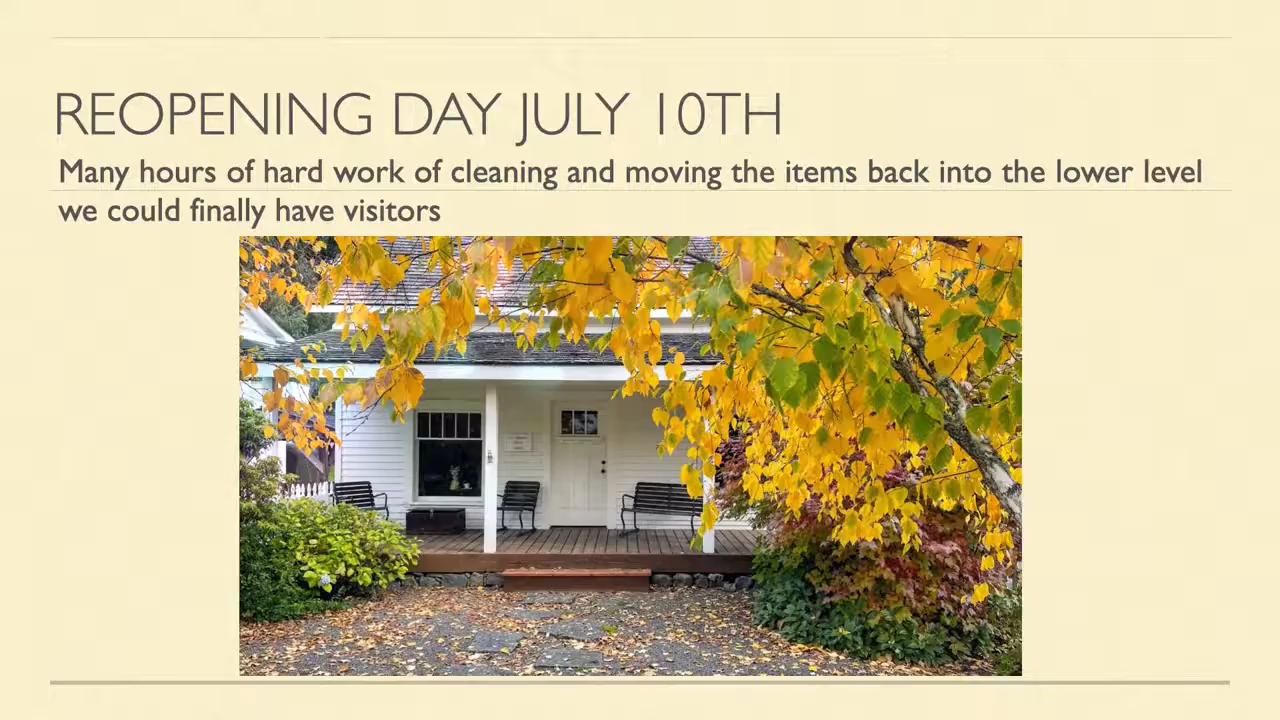 REOPENING DAY JULY 10TH
Many hours of hard work of cleaning and moving the items back into the lower level
we could finally have visitors